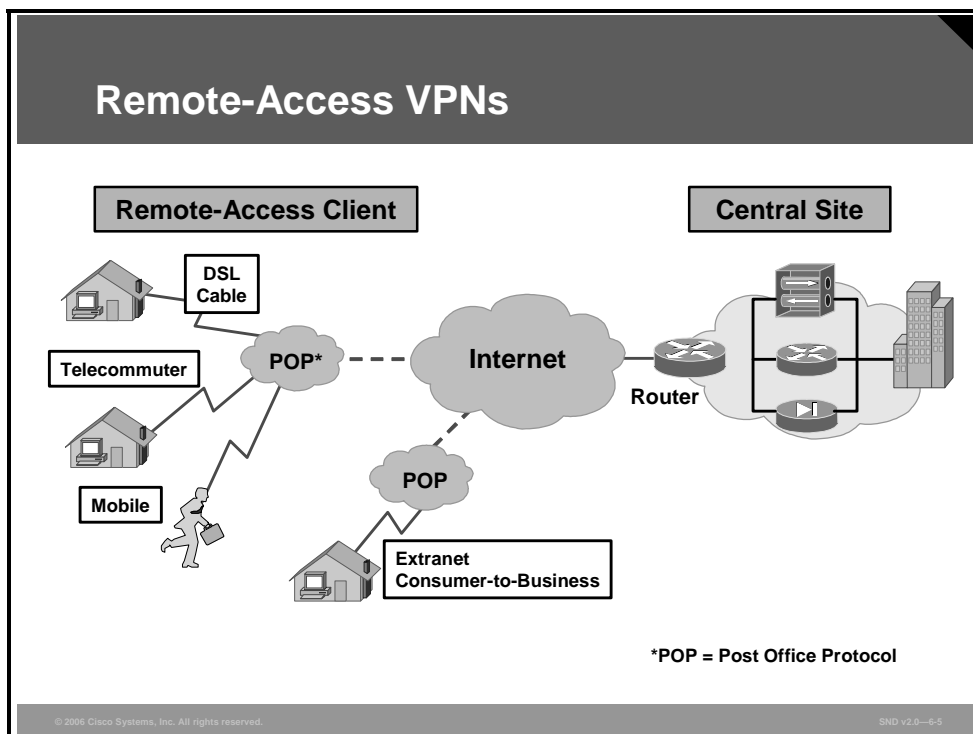 Remote-Access VPNs
Remote-Access Client
Central Site
DSL
Cable
POP*
Telecommuter
Internet
Router
Mobile
POP
Extranet
Consumer-to-Business
*POP = Post Office Protocol
© 2006 Cisco Systems, Inc. All rights reserved.
SND v2.0—6-5